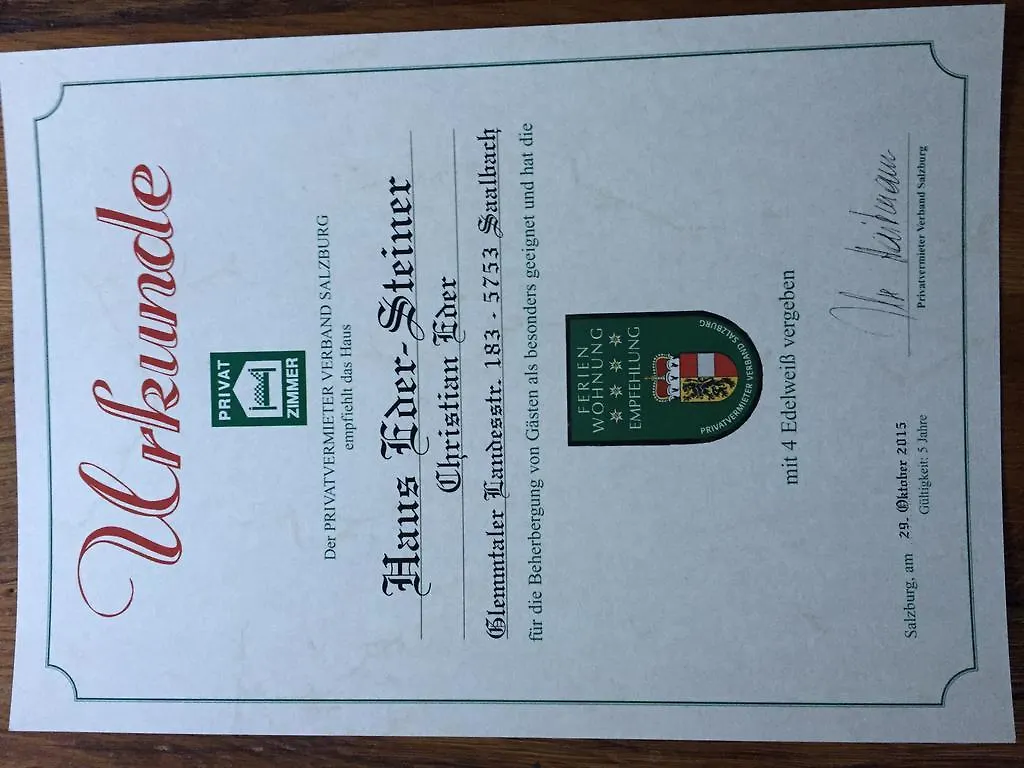 Urkunde
PRIVAT
ZIMMER
Der PRIVATVERMIETER VERBAND SALZBURG
empfiehlt das Haus
Haus Eder-Steiner
Christian Eder
Glemmtaler Landesstr. 183 - 5753 Saalbach
für die Beherbergung von Gästen als besonders geeignet und hat die
FERIEN
WOHNUNG
EMPFEHLUNG
PRIVATVERMIETER VERBAND SALZBURG
mit 4 Edelweiß vergeben
Salzburg, am 29. Oktober 2015
Gültigkeit: 5 Jahre
Privatvermieter Verband Salzburg